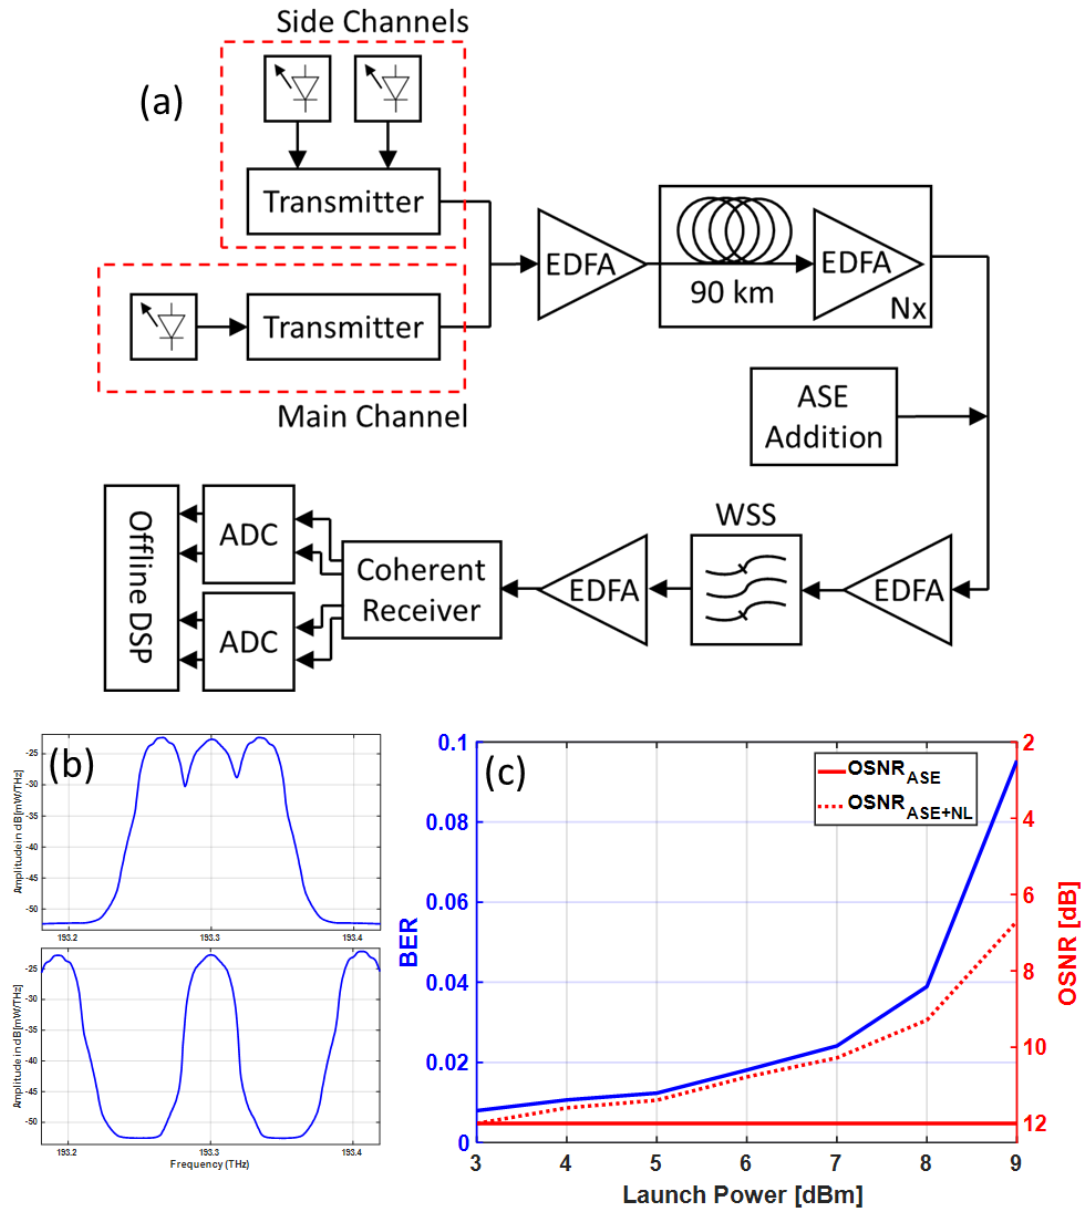 Side Channels
(a)
Transmitter
EDFA
90 km
EDFA
Nx
Transmitter
Main Channel
ASE
Addition
WSS
Offline DSP
ADC
Coherent
Receiver
EDFA
EDFA
ADC
(b)
Amplitude in dB[mW/THz]
-25
-30
-35
-40
-45
-50
193.2
193.3
193.4
Amplitude in dB[mW/THz]
-25
-30
-35
-40
-45
-50
193.2
193.3
193.4
Frequency (THz)
(c)
BER
0.1
0.08
0.06
0.04
0.02
0
OSNR ASE
OSNR ASE+NL
2
4
6
8
10
12
OSNR [dB]
3
4
5
6
7
8
9
Launch Power [dBm]